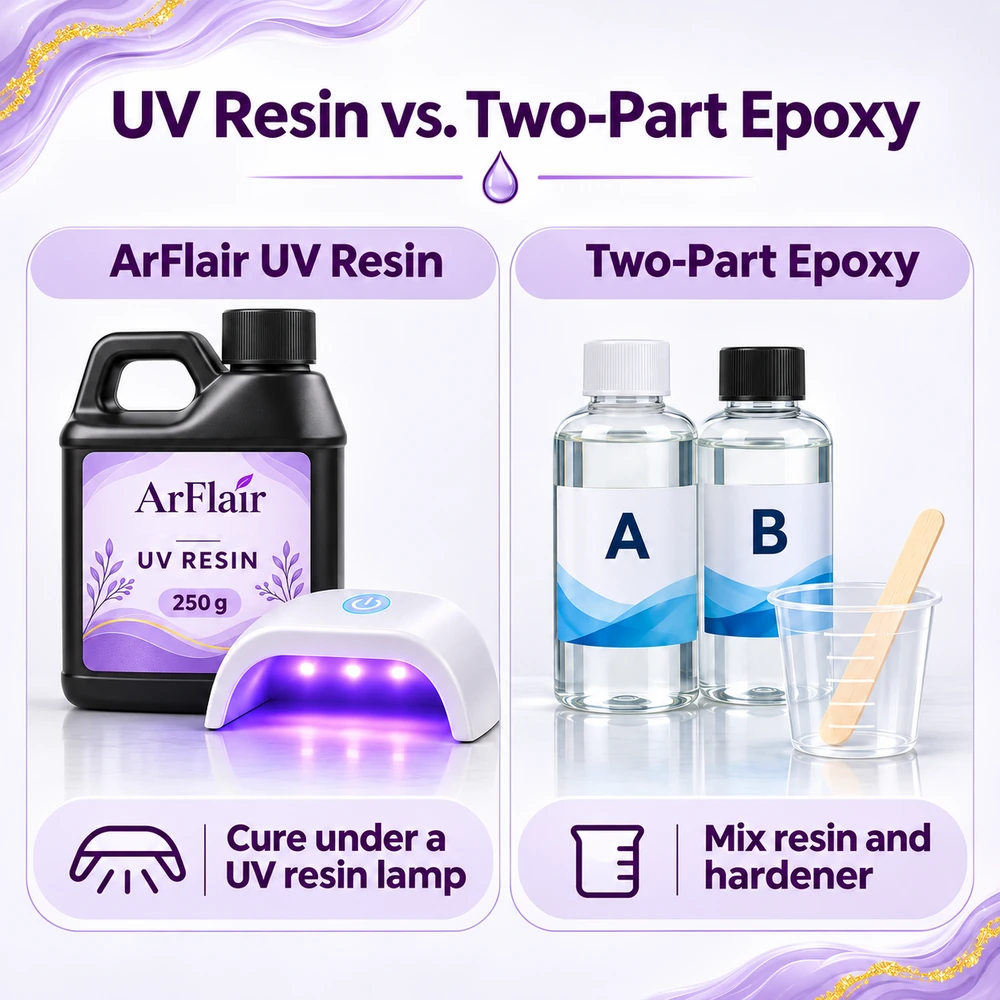 UV Resin vs. Two-Part Epoxy
ArFlair UV Resin
ArFlair
UV RESIN
250 g
Cure under a
UV resin lamp
Two-Part Epoxy
A
B
Mix resin and
hardener